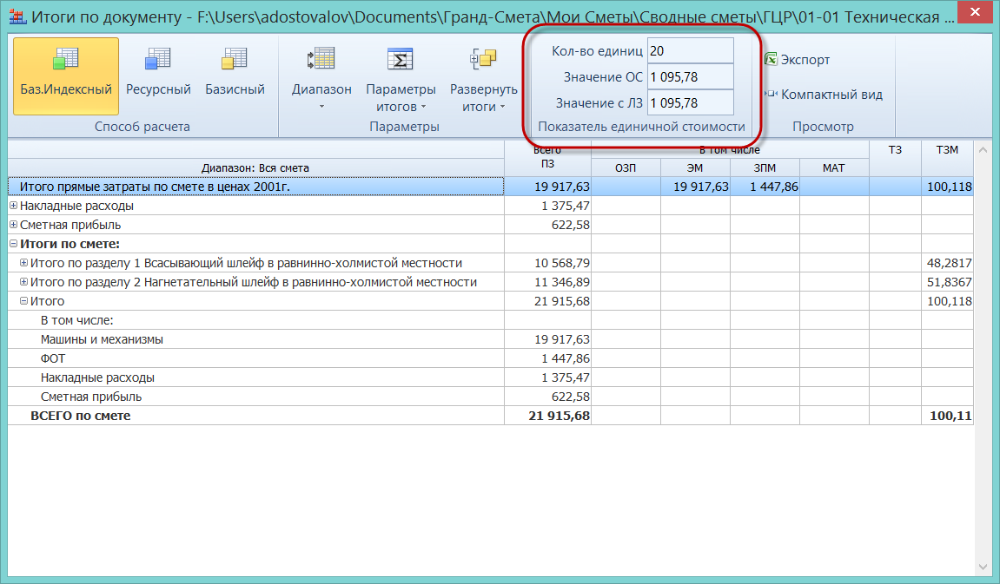 Итоги по документу - F:\Users\adostovalov\Documents\Гранд-Смета\Мои Сметы\Сводные сметы\ГЦР\01-01 Техническая ...
Баз.Индексный Ресурсный Базисный
Способ расчета
Диапазон Параметры итогов Развернуть итоги
Параметры
Кол-во единиц 20
Значение ОС 1 095,78
Значение с ЛЗ 1 095,78
Показатель единичной стоимости
Экспорт
Компактный вид
Просмотр
Диапазон: Вся смета Всего ПЗ В том числе ОЗП ЭМ ЗПМ МАТ ТЗ ТЗМ
Итого прямые затраты по смете в ценах 2001г. 19 917,63 19 917,63 1 447,86 100,118
Накладные расходы 1 375,47
Сметная прибыль 622,58
Итоги по смете:
Итого по разделу 1 Всасывающий шлейф в равнинно-холмистой местности 10 568,79 48,2817
Итого по разделу 2 Нагнетательный шлейф в равнинно-холмистой местности 11 346,89 51,8367
Итого 21 915,68 100,118
В том числе:
Машины и механизмы 19 917,63
ФОТ 1 447,86
Накладные расходы 1 375,47
Сметная прибыль 622,58
ВСЕГО по смете 21 915,68 100,11